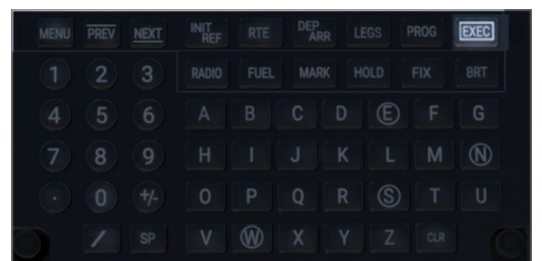 MENU PREV NEXT INIT REF RTE DEP ARR LEGS PROG EXEC
1 2 3 RADIO FUEL MARK HOLD FIX BRT
4 5 6 A B C D E F G
7 8 9 H I J K L M N
. 0 +/- O P Q R S T U
/ SP V W X Y Z CLR